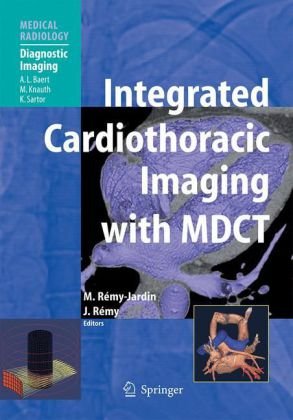 MEDICAL
RADIOLOGY
Diagnostic
Imaging
A. L. Baert
M. Knauth
K. Sartor
Integrated
Cardiothoracic
Imaging
with MDCT
M. Rémy-Jardin
J. Rémy
Editors
Springer